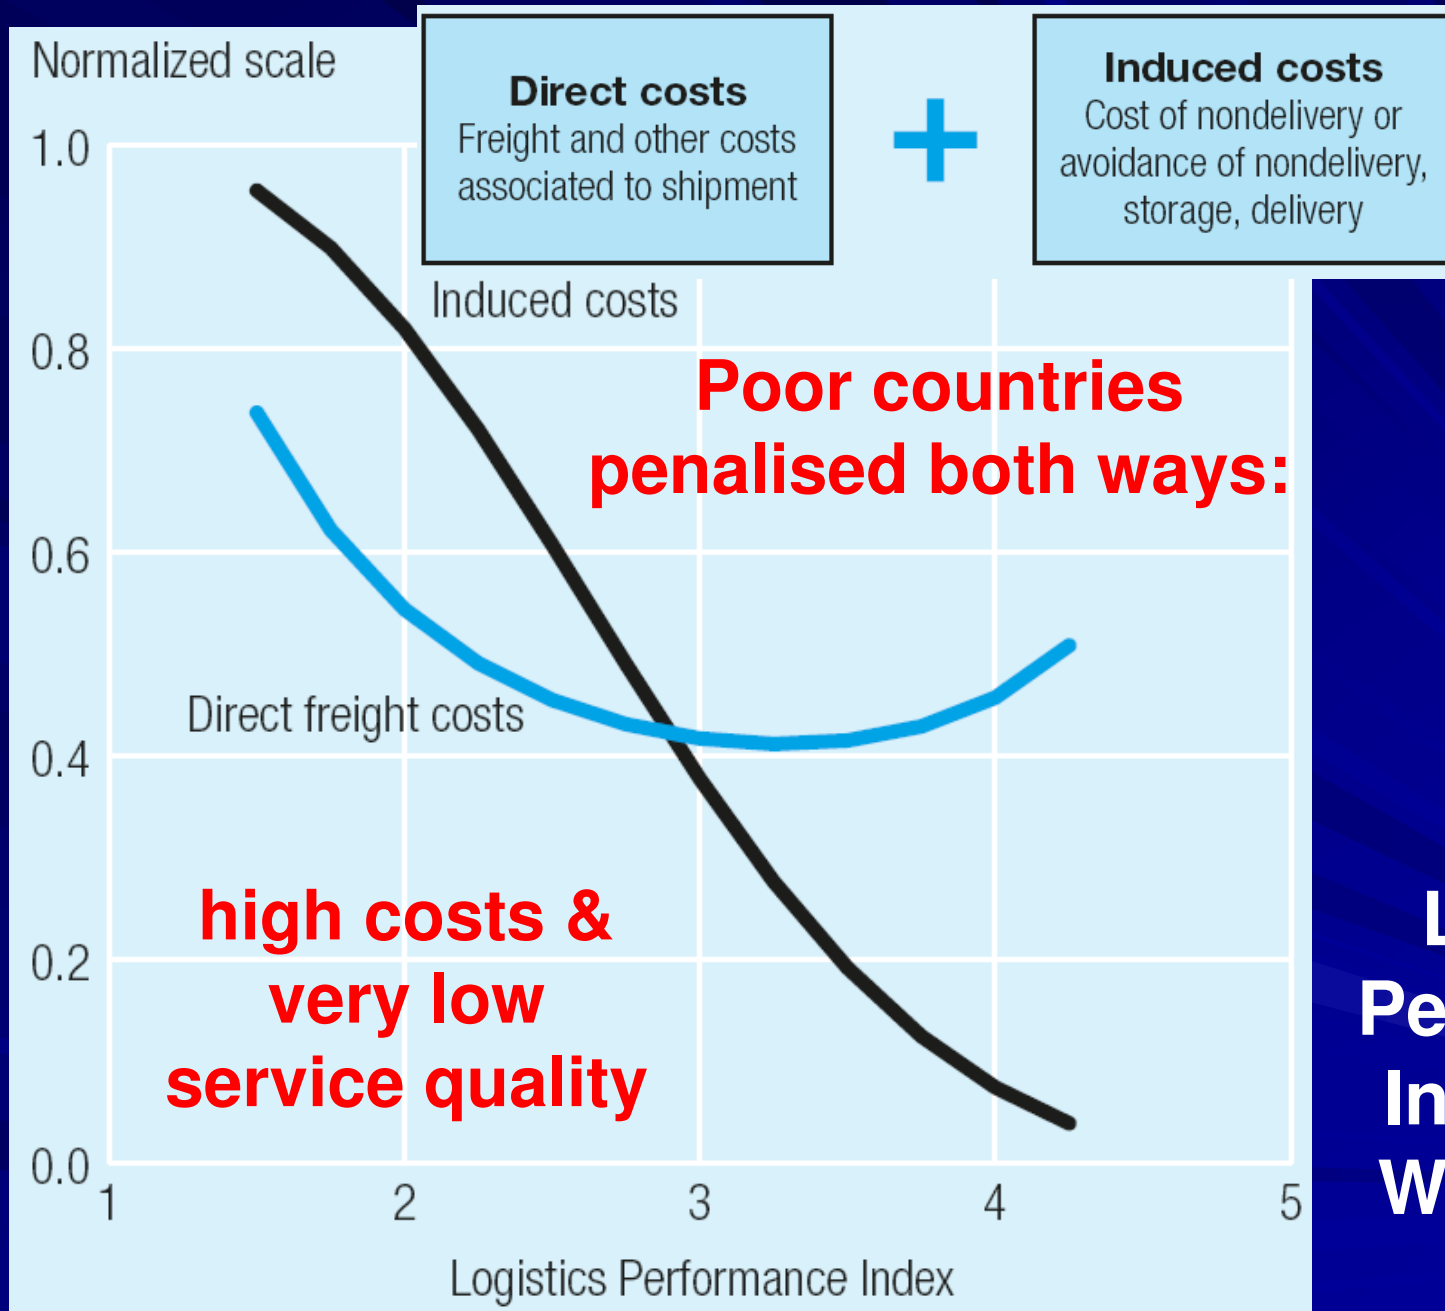 Normalized scale
Direct costs
Freight and other costs
associated to shipment
+
Induced costs
Cost of nondelivery or
avoidance of nondelivery,
storage, delivery
1.0
0.8
0.6
0.4
0.2
0.0
Induced costs
Poor countries
penalised both ways:
Direct freight costs
high costs &
very low
service quality
1 2 3 4 5
Logistics Performance Index
L
Pe
In
W